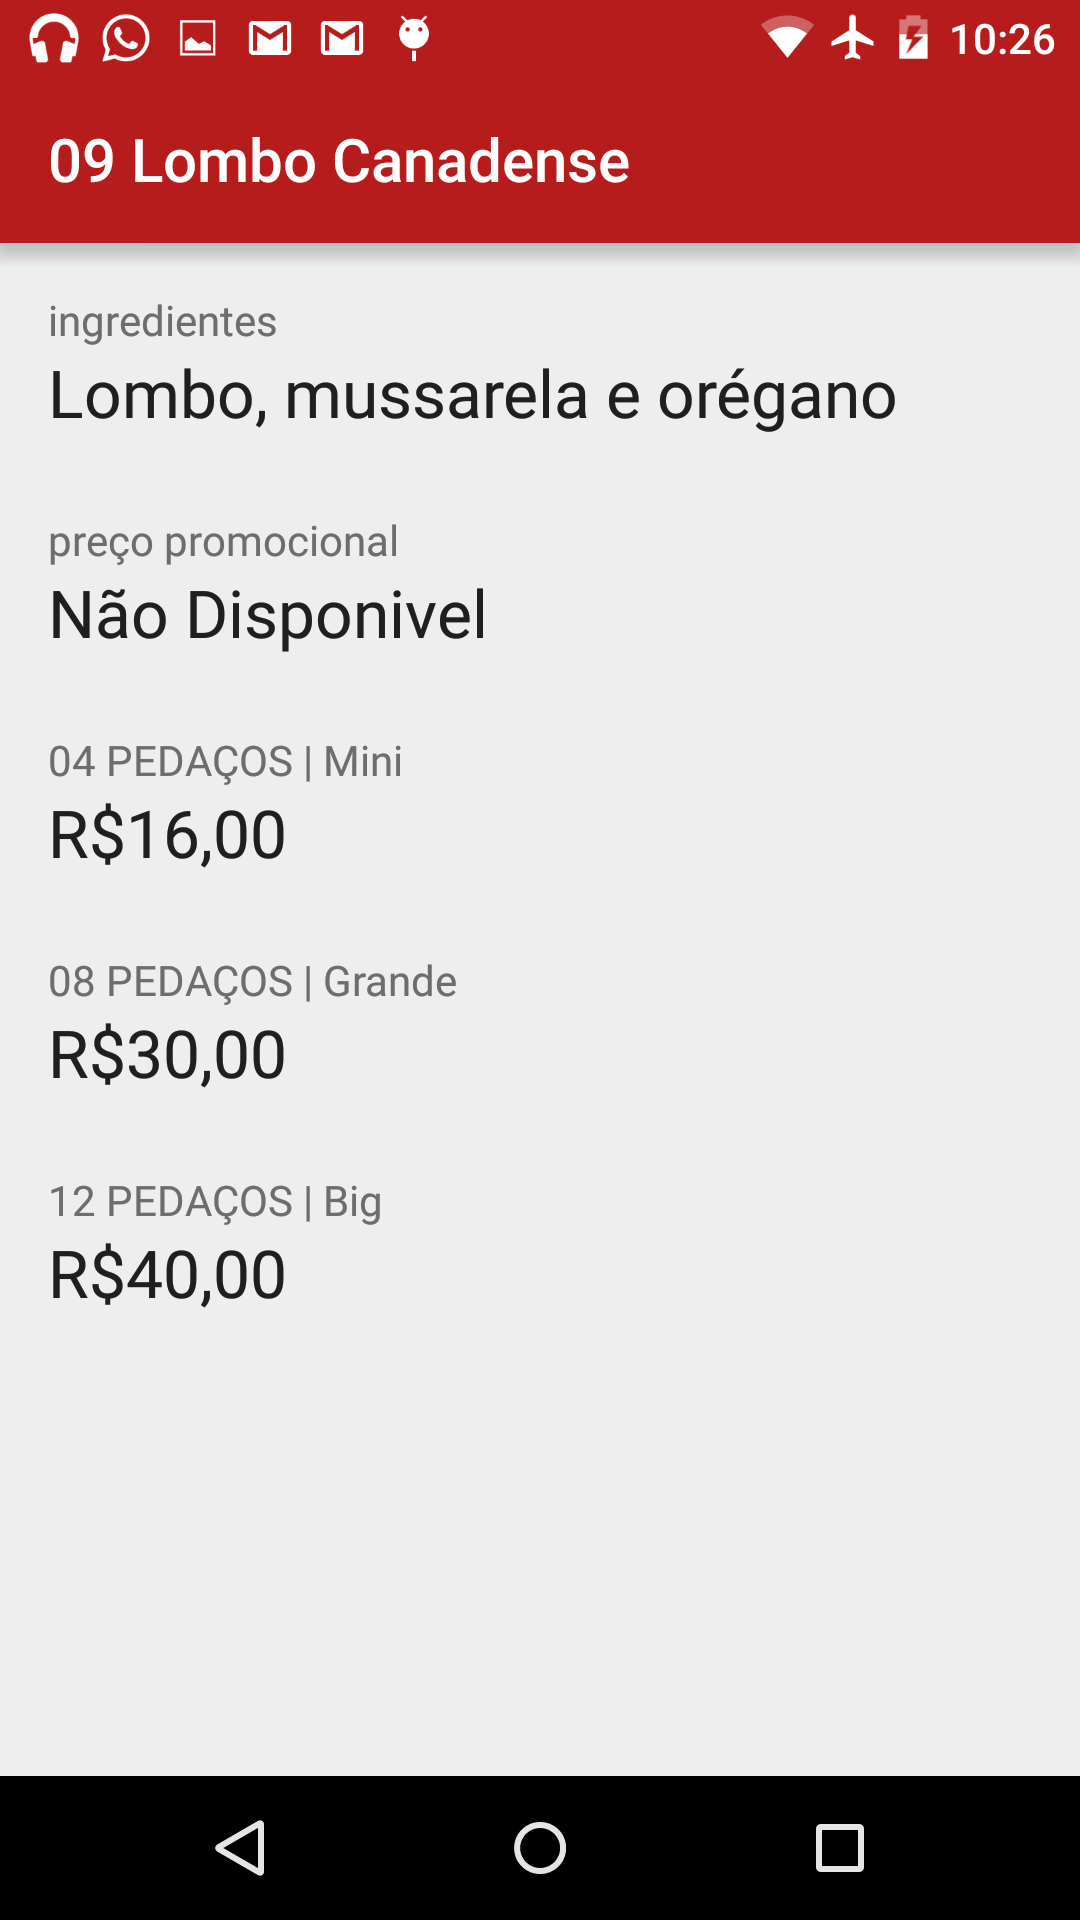 10:26
09 Lombo Canadense
ingredientes
Lombo, mussarela e orégano
preço promocional
Não Disponivel
04 PEDAÇOS | Mini
R$16,00
08 PEDAÇOS | Grande
R$30,00
12 PEDAÇOS | Big
R$40,00